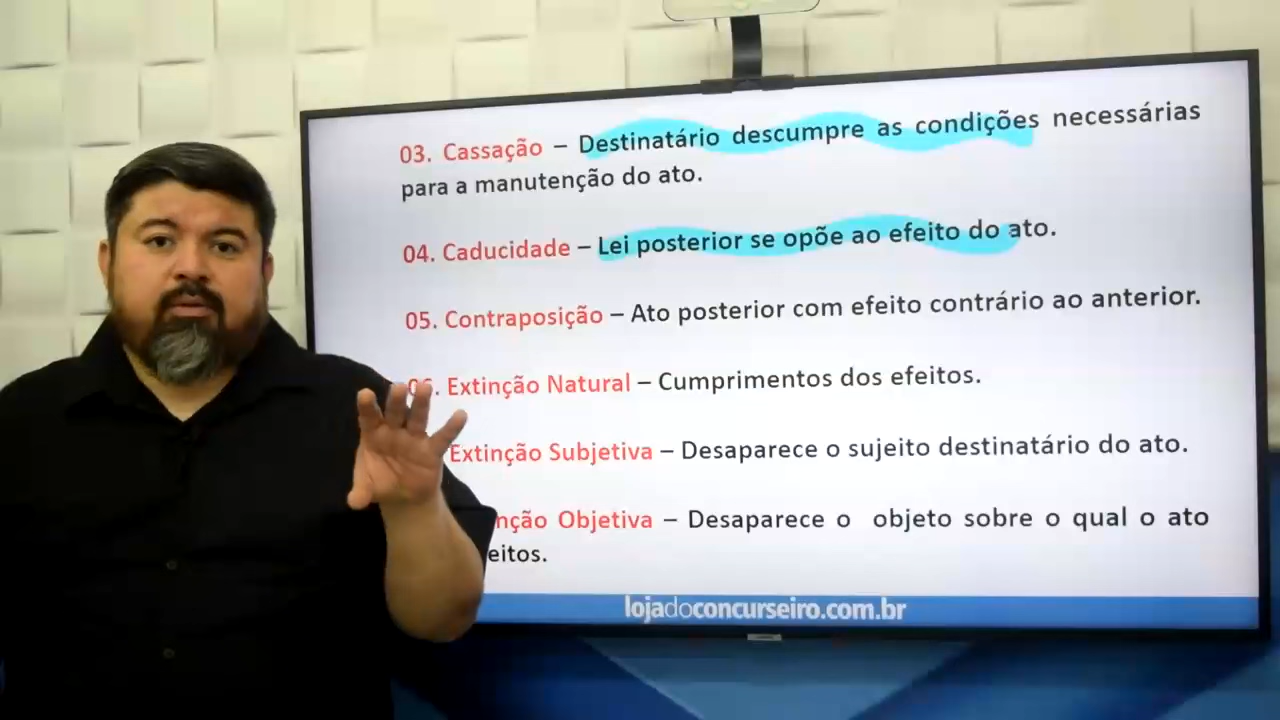 03. Cassação – Destinatário descumpre as condições necessárias
para a manutenção do ato.
04. Caducidade – Lei posterior se opõe ao efeito do ato.
05. Contraposição – Ato posterior com efeito contrário ao anterior.
06. Extinção Natural – Cumprimentos dos efeitos.
Extinção Subjetiva – Desaparece o sujeito destinatário do ato.
Objetiva – Desaparece o objeto sobre o qual o ato
lojadoconcurseiro.com.br